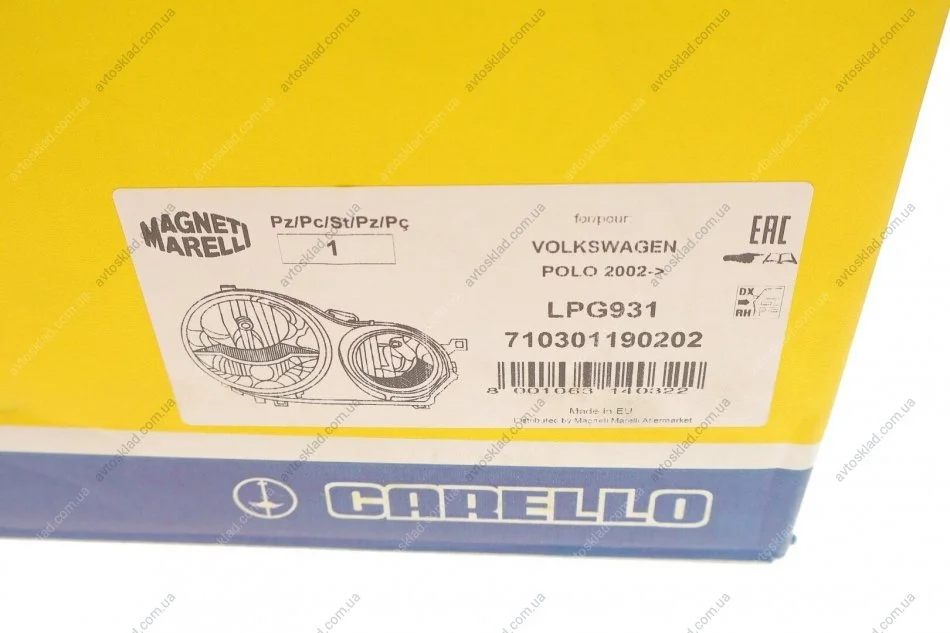 MAGNETI
MARELLI
Pz/Pc/St/Pz/Pç
1
for/pour:
VOLKSWAGEN
POLO 2002->
EAC
DX
RH
LPG931
710301190202
8 001063 140322
Made in EU
Distributed by Magneti Marelli Aftermarket
CARELLO
avtosklad.com.ua